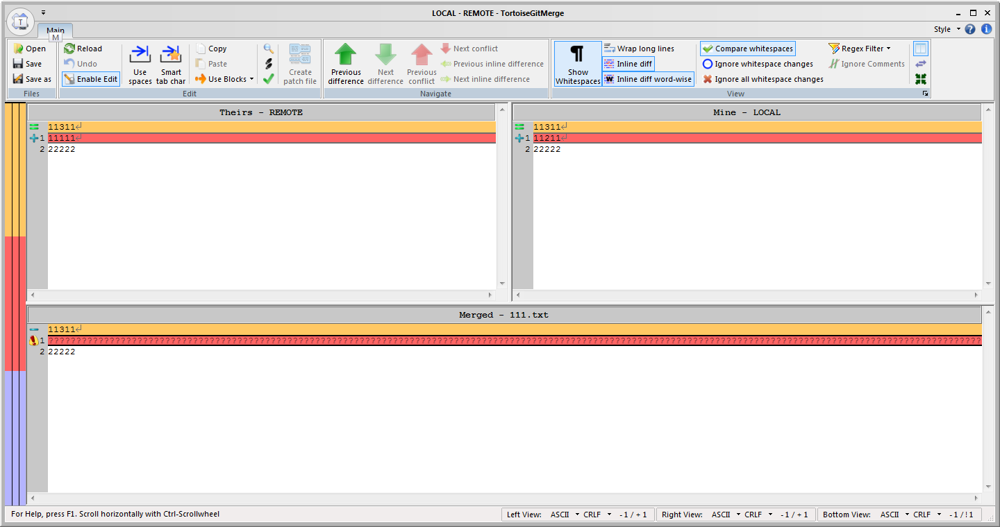 LOCAL - REMOTE - TortoiseGitMerge
T
Main
M
Style
Open
Save
Save as
Files
Reload
Undo
Enable Edit
Use spaces
Smart tab char
Copy
Paste
Use Blocks
Create patch file
Edit
Previous difference
Next difference
Previous conflict
Next conflict
Previous inline difference
Next inline difference
Navigate
Show Whitespaces
Wrap long lines
Inline diff
Inline diff word-wise
Compare whitespaces
Ignore whitespace changes
Ignore all whitespace changes
Regex Filter
Ignore Comments
View
Theirs - REMOTE
11311
1 11111
2 22222
Mine - LOCAL
11311
1 11211
2 22222
Merged - 111.txt
11311
2 22222
For Help, press F1. Scroll horizontally with Ctrl-Scrollwheel
Left View: ASCII CRLF - 1 / + 1
Right View: ASCII CRLF - 1 / + 1
Bottom View: ASCII CRLF - 1 / ! 1